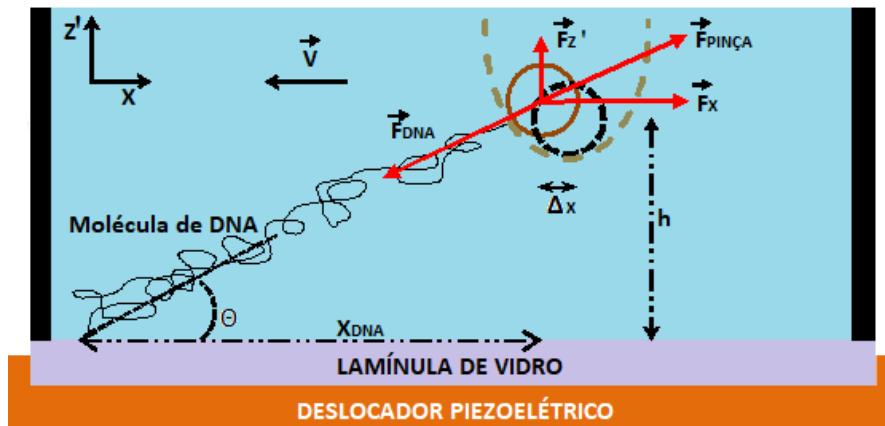 Z'
X
V
F_Z'
F_PINÇA
F_X
F_DNA
Molécula de DNA
ΔX
h
Θ
X_DNA
LAMÍNULA DE VIDRO
DESLOCADOR PIEZOELÉTRICO